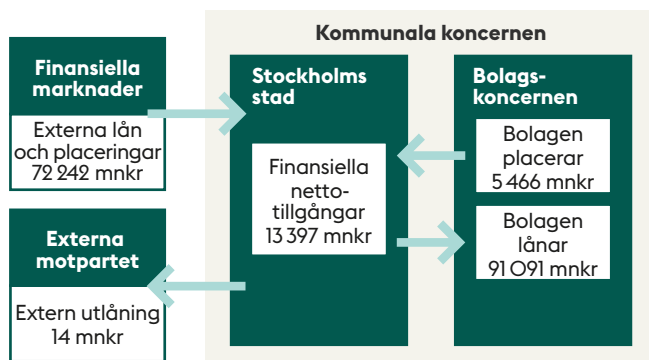 Kommunala koncernen
Finansiella
marknader
Externa lån
och placeringar
72 242 mnkr
Externa
motpartet
Extern utlåning
14 mnkr
Stockholms
stad
Finansiella
netto-
tillgångar
13 397 mnkr
Bolags-
koncernen
Bolagen
placerar
5 466 mnkr
Bolagen
lånar
91 091 mnkr